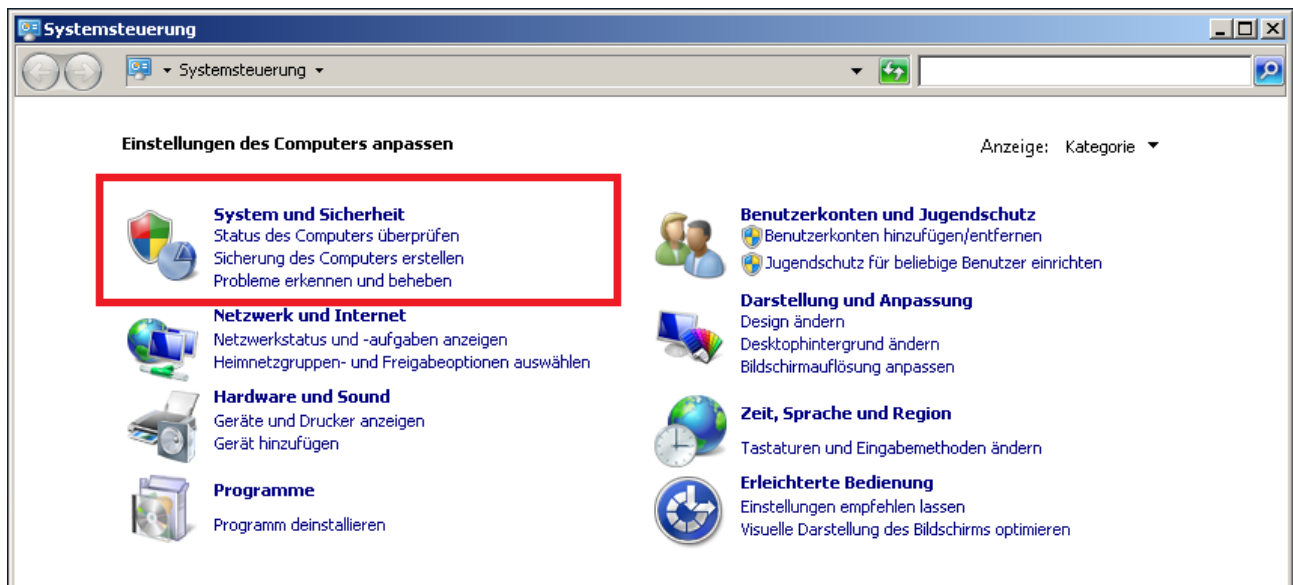 Systemsteuerung
Systemsteuerung
Einstellungen des Computers anpassen
Anzeige: Kategorie
System und Sicherheit
Status des Computers überprüfen
Sicherung des Computers erstellen
Probleme erkennen und beheben
Netzwerk und Internet
Netzwerkstatus und -aufgaben anzeigen
Heimnetzgruppen- und Freigabeoptionen auswählen
Hardware und Sound
Geräte und Drucker anzeigen
Gerät hinzufügen
Programme
Programm deinstallieren
Benutzerkonten und Jugendschutz
Benutzerkonten hinzufügen/entfernen
Jugendschutz für beliebige Benutzer einrichten
Darstellung und Anpassung
Design ändern
Desktophintergrund ändern
Bildschirmauflösung anpassen
Zeit, Sprache und Region
Tastaturen und Eingabemethoden ändern
Erleichterte Bedienung
Einstellungen empfehlen lassen
Visuelle Darstellung des Bildschirms optimieren